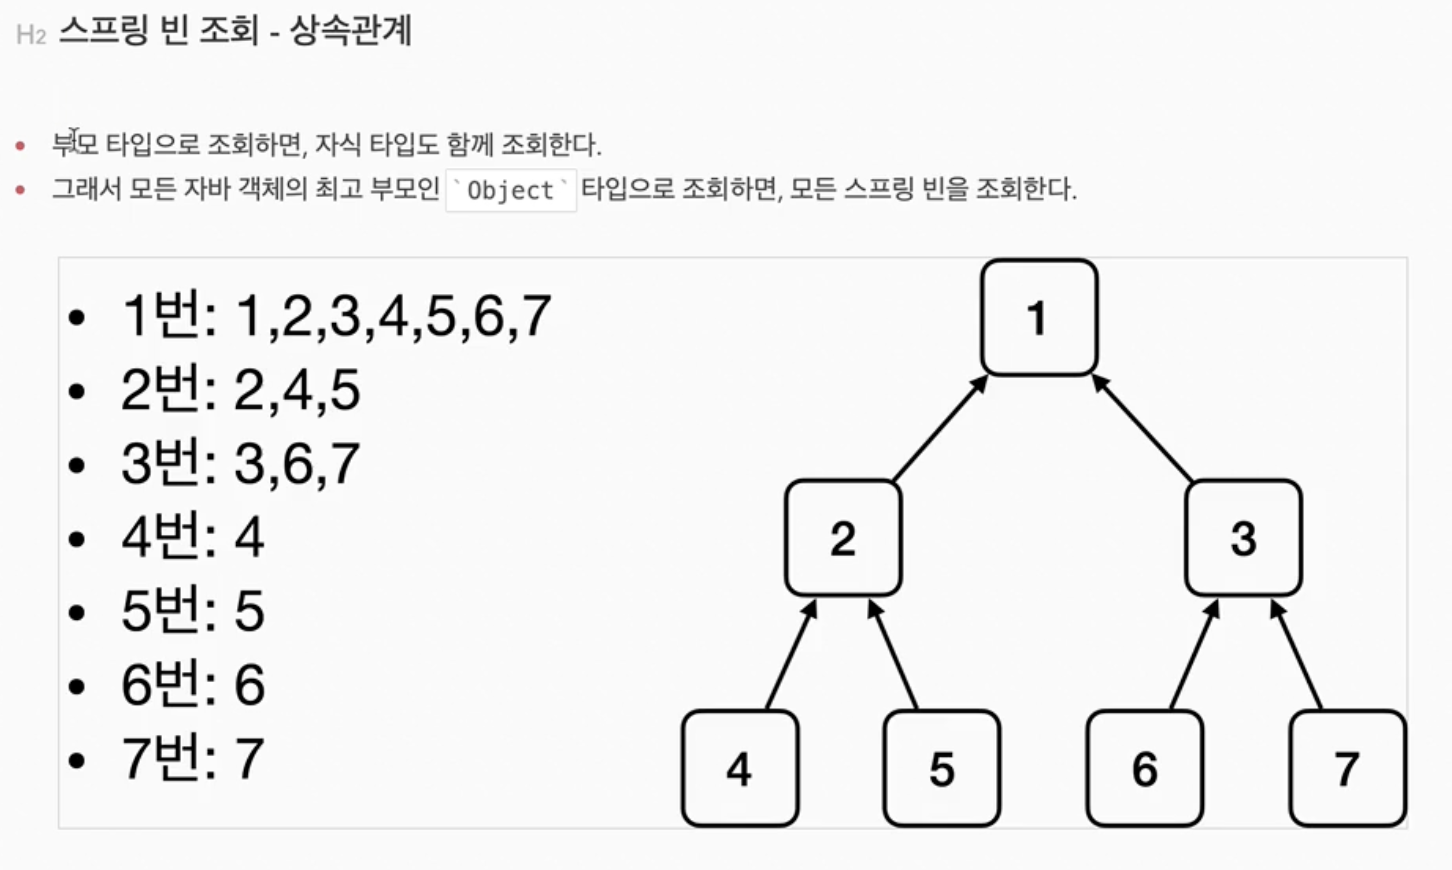 H2 스프링 빈 조회 - 상속관계
부모 타입으로 조회하면, 자식 타입도 함께 조회한다.
그래서 모든 자바 객체의 최고 부모인 `Object` 타입으로 조회하면, 모든 스프링 빈을 조회한다.
1번: 1,2,3,4,5,6,7
2번: 2,4,5
3번: 3,6,7
4번: 4
5번: 5
6번: 6
7번: 7
1
2 3
4 5 6 7